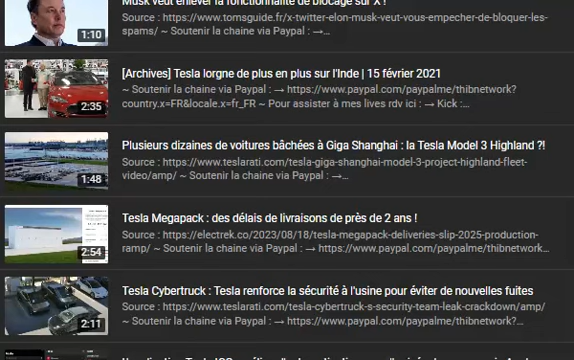 Musk veut enlever la fonctionnalité de blocage sur X !
Source : https://www.tomsguide.fr/x-twitter-elon-musk-veut-vous-empecher-de-bloquer-les-
spams/ ~ Soutenir la chaine via Paypal : →…
1:10
[Archives] Tesla lorgne de plus en plus sur l'Inde | 15 février 2021
~ Soutenir la chaine via Paypal : → https://www.paypal.com/paypalme/thibnetwork?
country.x=FR&locale.x=fr_FR ~ Pour assister à mes lives rdv ici : → Kick :…
2:35
Plusieurs dizaines de voitures bâchées à Giga Shanghai : la Tesla Model 3 Highland ?!
Source : https://www.teslarati.com/tesla-giga-shanghai-model-3-project-highland-fleet-
video/amp/ ~ Soutenir la chaine via Paypal : →…
1:48
Tesla Megapack : des délais de livraisons de près de 2 ans !
Source : https://electrek.co/2023/08/18/tesla-megapack-deliveries-slip-2025-production-
ramp/ ~ Soutenir la chaine via Paypal : → https://www.paypal.com/paypalme/thibnetwork…
2:54
Tesla Cybertruck : Tesla renforce la sécurité à l'usine pour éviter de nouvelles fuites
Source : https://www.teslarati.com/tesla-cybertruck-s-security-team-leak-crackdown/amp/
~ Soutenir la chaine via Paypal : → https://www.paypal.com/paypalme/thibnetwork?…
2:11